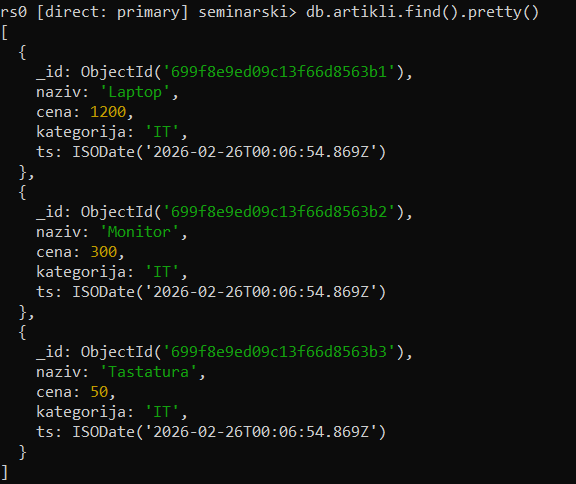 rs0 [direct: primary] seminarski> db.artikli.find().pretty()
[
  {
    _id: ObjectId('699f8e9ed09c13f66d8563b1'),
    naziv: 'Laptop',
    cena: 1200,
    kategorija: 'IT',
    ts: ISODate('2026-02-26T00:06:54.869Z')
  },
  {
    _id: ObjectId('699f8e9ed09c13f66d8563b2'),
    naziv: 'Monitor',
    cena: 300,
    kategorija: 'IT',
    ts: ISODate('2026-02-26T00:06:54.869Z')
  },
  {
    _id: ObjectId('699f8e9ed09c13f66d8563b3'),
    naziv: 'Tastatura',
    cena: 50,
    kategorija: 'IT',
    ts: ISODate('2026-02-26T00:06:54.869Z')
  }
]